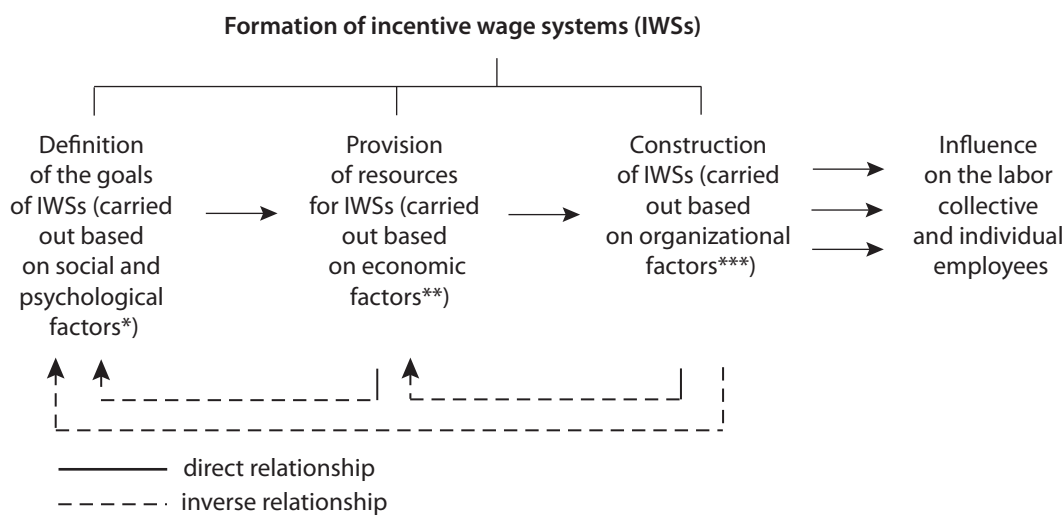 Formation of incentive wage systems (IWSs)
Definition
of the goals
of IWSs (carried
out based
on social and
psychological
factors*)
Provision
of resources
for IWSs (carried
out based
on economic
factors**)
Construction
of IWSs (carried
out based
on organizational
factors***)
Influence
on the labor
collective
and individual
employees
direct relationship
inverse relationship